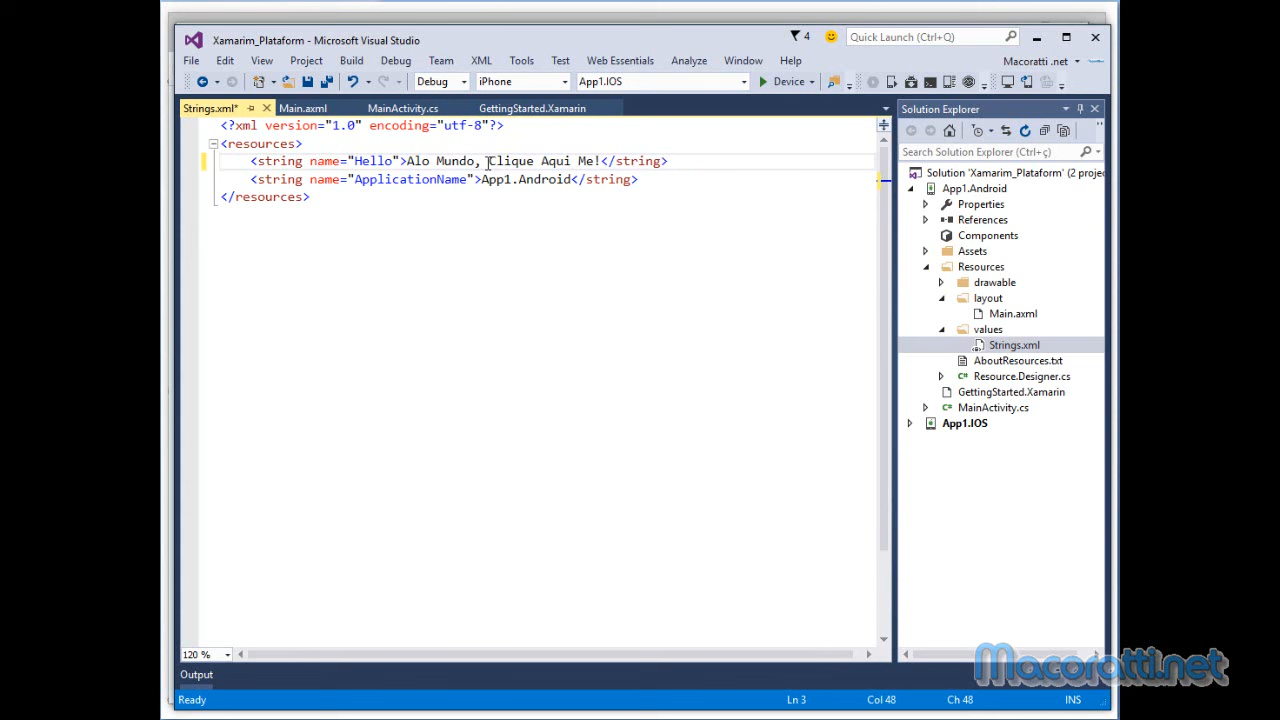 Xamarim_Plataform - Microsoft Visual Studio
4
Quick Launch (Ctrl+Q)
File Edit View Project Build Debug Team XML Tools Test Web Essentials Analyze Window Help
Macoratti .net
Debug iPhone App1.IOS Device
Strings.xml* Main.axml MainActivity.cs GettingStarted.Xamarin
<?xml version="1.0" encoding="utf-8"?>
<resources>
<string name="Hello">Alo Mundo, Clique Aqui Me!</string>
<string name="ApplicationName">App1.Android</string>
</resources>
Solution Explorer
Search Solution Explorer (Ctrl+ç)
Solution 'Xamarim_Plataform' (2 projec
App1.Android
Properties
References
Components
Assets
Resources
drawable
layout
Main.axml
values
Strings.xml
AboutResources.txt
Resource.Designer.cs
GettingStarted.Xamarin
MainActivity.cs
App1.IOS
120 %
Output
Ready Ln 3 Col 48 Ch 48 INS
Macoratti.net